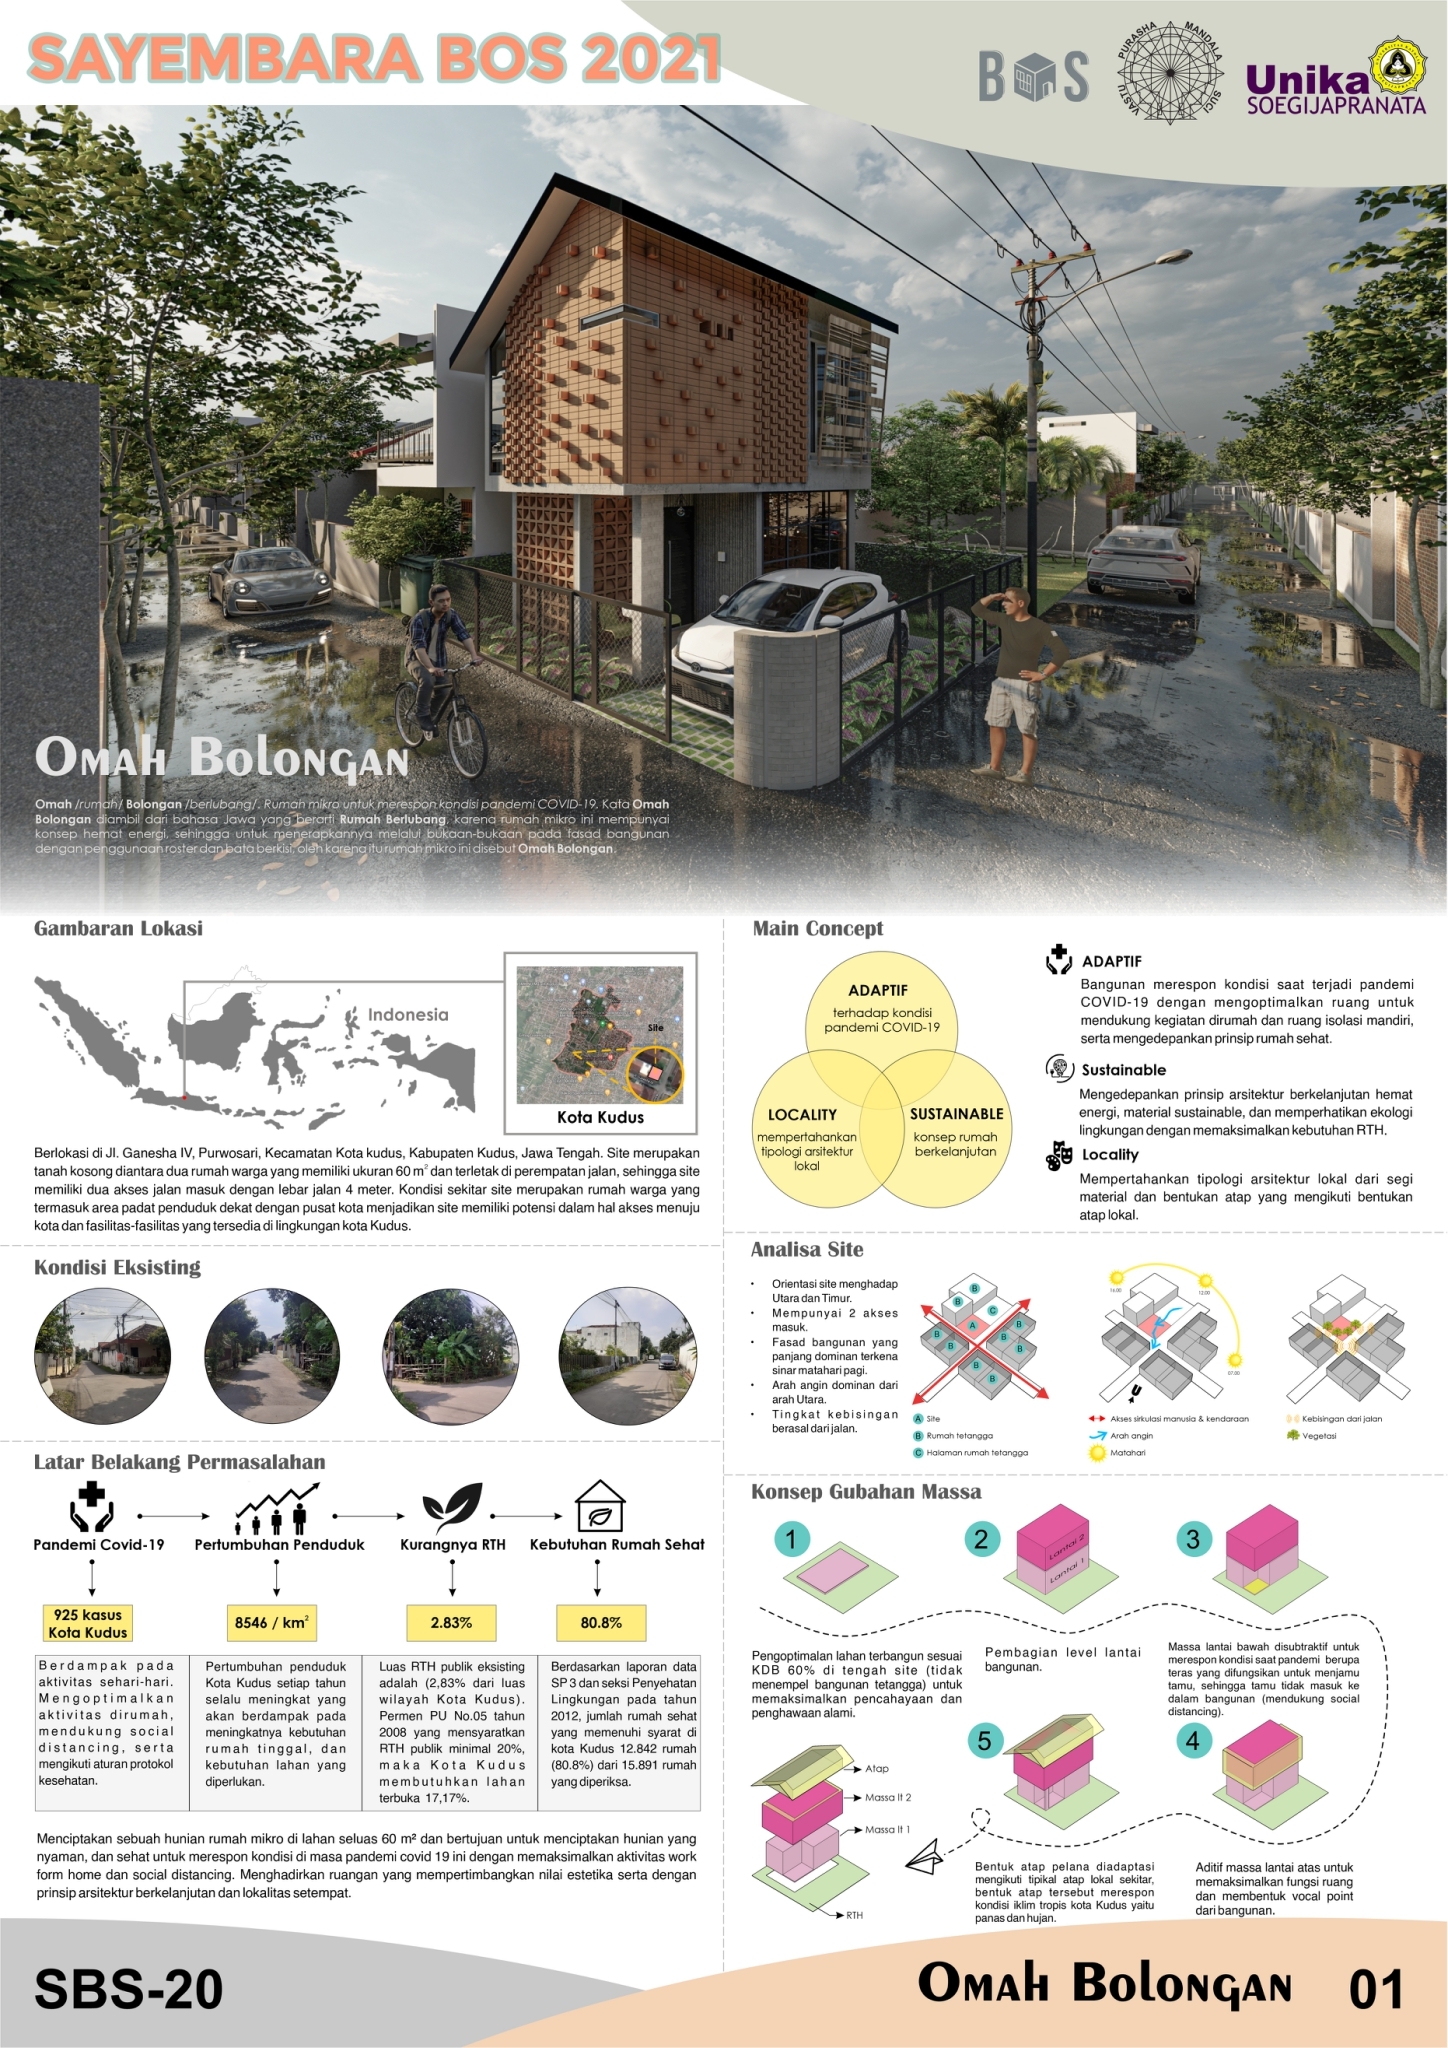 SAYEMBARA BOS 2021
BOS
VASTU PURASHA MANDALA SUCI
Unika
SOEGIJAPRANATA
Omah Bolongan
Omah /rumah/ Bolongan /berlubang/. Rumah mikro untuk merespon kondisi pandemi COVID-19. Kata Omah
Bolongan diambil dari bahasa Jawa yang berarti Rumah Berlubang, karena rumah mikro ini mempunyai
konsep hemat energi, sehingga untuk menerapkannya melalui bukaan-bukaan pada fasad bangunan
dengan penggunaan roster dan bata berkisi, oleh karena itu rumah mikro ini disebut Omah Bolongan.
Gambaran Lokasi
Indonesia
Site
Kota Kudus
Berlokasi di Jl. Ganesha IV, Purwosari, Kecamatan Kota kudus, Kabupaten Kudus, Jawa Tengah. Site merupakan
tanah kosong diantara dua rumah warga yang memiliki ukuran 60 m² dan terletak di perempatan jalan, sehingga site
memiliki dua akses jalan masuk dengan lebar jalan 4 meter. Kondisi sekitar site merupakan rumah warga yang
termasuk area padat penduduk dekat dengan pusat kota menjadikan site memiliki potensi dalam hal akses menuju
kota dan fasilitas-fasilitas yang tersedia di lingkungan kota Kudus.
Kondisi Eksisting
Latar Belakang Permasalahan
Pandemi Covid-19
Pertumbuhan Penduduk
Kurangnya RTH
Kebutuhan Rumah Sehat
925 kasus
Kota Kudus
8546 / km²
2.83%
80.8%
Berdampak pada
aktivitas sehari-hari.
Mengoptimalkan
aktivitas dirumah,
mendukung social
distancing, serta
mengikuti aturan protokol
kesehatan.
Pertumbuhan penduduk
Kota Kudus setiap tahun
selalu meningkat yang
akan berdampak pada
meningkatnya kebutuhan
rumah tinggal, dan
kebutuhan lahan yang
diperlukan.
Luas RTH publik eksisting
adalah (2,83% dari luas
wilayah Kota Kudus).
Permen PU No.05 tahun
2008 yang mensyaratkan
RTH publik minimal 20%,
maka Kota Kudus
membutuhkan lahan
terbuka 17,17%.
Berdasarkan laporan data
SP 3 dan seksi Penyehatan
Lingkungan pada tahun
2012, jumlah rumah sehat
yang memenuhi syarat di
kota Kudus 12.842 rumah
(80.8%) dari 15.891 rumah
yang diperiksa.
Menciptakan sebuah hunian rumah mikro di lahan seluas 60 m² dan bertujuan untuk menciptakan hunian yang
nyaman, dan sehat untuk merespon kondisi di masa pandemi covid 19 ini dengan memaksimalkan aktivitas work
form home dan social distancing. Menghadirkan ruangan yang mempertimbangkan nilai estetika serta dengan
prinsip arsitektur berkelanjutan dan lokalitas setempat.
Main Concept
ADAPTIF
terhadap kondisi
pandemi COVID-19
LOCALITY
mempertahankan
tipologi arsitektur
lokal
SUSTAINABLE
konsep rumah
berkelanjutan
ADAPTIF
Bangunan merespon kondisi saat terjadi pandemi
COVID-19 dengan mengoptimalkan ruang untuk
mendukung kegiatan dirumah dan ruang isolasi mandiri,
serta mengedepankan prinsip rumah sehat.
Sustainable
Mengedepankan prinsip arsitektur berkelanjutan hemat
energi, material sustainable, dan memperhatikan ekologi
lingkungan dengan memaksimalkan kebutuhan RTH.
Locality
Mempertahankan tipologi arsitektur lokal dari segi
material dan bentukan atap yang mengikuti bentukan
atap lokal.
Analisa Site
• Orientasi site menghadap
Utara dan Timur.
• Mempunyai 2 akses
masuk.
• Fasad bangunan yang
panjang dominan terkena
sinar matahari pagi.
• Arah angin dominan dari
arah Utara.
• Tingkat kebisingan
berasal dari jalan.
B
B
C
B
A
B
B
B
B
B
B
A Site
B Rumah tetangga
C Halaman rumah tetangga
16.00
12.00
07.00
U
Akses sirkulasi manusia & kendaraan
Arah angin
Matahari
Kebisingan dari jalan
Vegetasi
Konsep Gubahan Massa
1
2
Lantai 2
Lantai 1
3
Pengoptimalan lahan terbangun sesuai
KDB 60% di tengah site (tidak
menempel bangunan tetangga) untuk
memaksimalkan pencahayaan dan
penghawaan alami.
Pembagian level lantai
bangunan.
Massa lantai bawah disubtraktif untuk
merespon kondisi saat pandemi berupa
teras yang difungsikan untuk menjamu
tamu, sehingga tamu tidak masuk ke
dalam bangunan (mendukung social
distancing).
5
4
Atap
Massa lt 2
Massa lt 1
RTH
Bentuk atap pelana diadaptasi
mengikuti tipikal atap lokal sekitar,
bentuk atap tersebut merespon
kondisi iklim tropis kota Kudus yaitu
panas dan hujan.
Aditif massa lantai atas untuk
memaksimalkan fungsi ruang
dan membentuk vocal point
dari bangunan.
SBS-20
Omah Bolongan
01